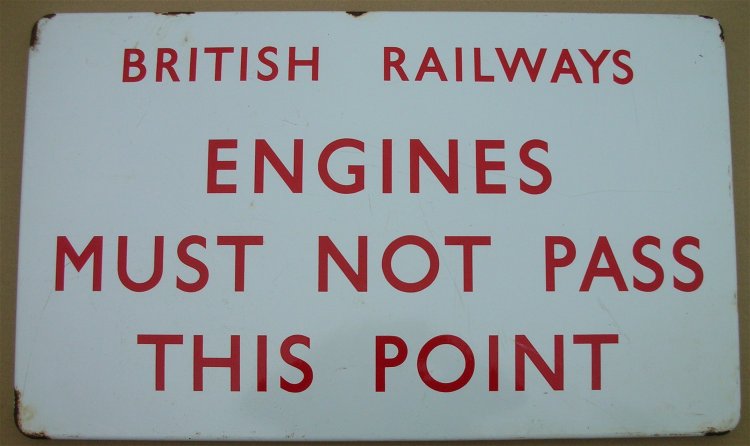 BRITISH RAILWAYS
ENGINES
MUST NOT PASS
THIS POINT